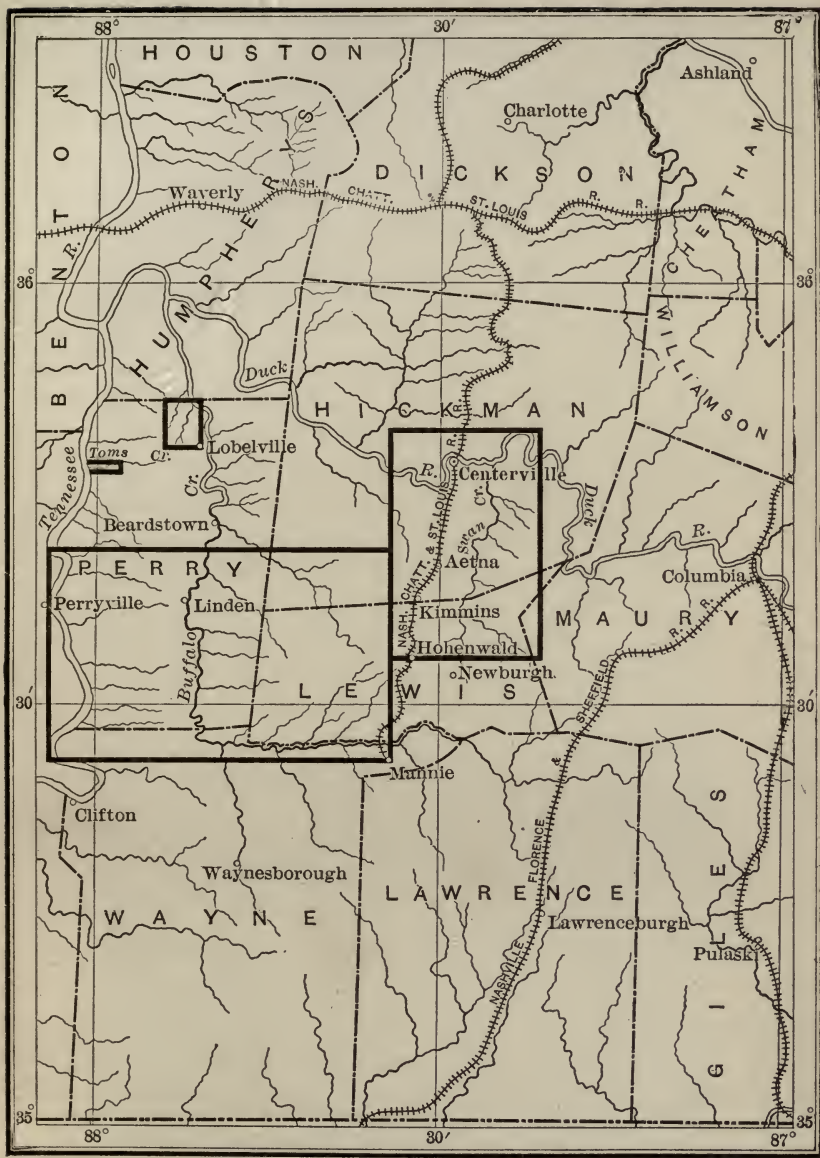 88° 30′ 87°
HOUSTON
Ashland
BENTON
Charlotte
HUMPHREYS
DICKSON
CHEATHAM
Waverly
NASH. CHATT. & ST. LOUIS R. R.
R.
36° 36°
WILLIAMSON
Duck
HICKMAN
R. R.
Lobelville
Toms Cr.
Tennessee
Cr.
R.
Centerville
Swan Cr.
Duck
R.
Beardstown
NASH. CHATT. & ST. LOUIS
Aetna
Columbia
PERRY
Perryville
Linden
Kimmins
MAURY
R. R.
Buffalo
Hohenwald
Newburgh.
LEWIS
SHEFFIELD
30′ 30′
Mannie
Clifton
&
FLORENCE
Waynesborough
LAWRENCE
GILES
WAYNE
Lawrenceburgh
Pulaski
NASHVILLE
35° 35°
88° 30′ 87°